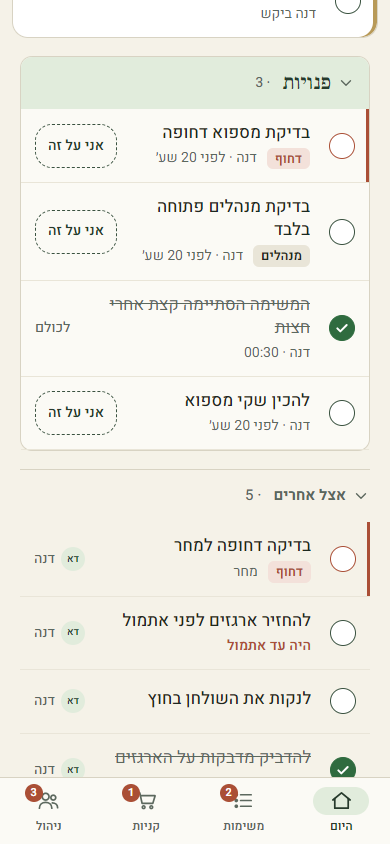 דנה ביקש
פנויות · 3
בדיקת מספוא דחופה
דחוף דנה · לפני 20 שע׳
אני על זה
בדיקת מנהלים פתוחה
בלבד
מנהלים דנה · לפני 20 שע׳
אני על זה
המשימה הסתיימה קצת אחרי
חצות
דנה · 00:30
לכולם
להכין שקי מספוא
דנה · לפני 20 שע׳
אני על זה
אצל אחרים · 5
בדיקה דחופה למחר
דחוף מחר
דא דנה
להחזיר ארגזים לפני אתמול
היה עד אתמול
דא דנה
לנקות את השולחן בחוץ
דא דנה
להדביק מדבקות על הארגזים
דא דנה
היום
2
משימות
1
קניות
3
ניהול